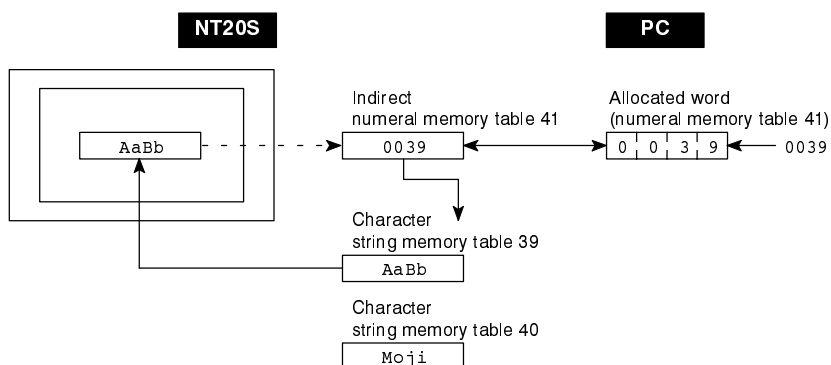 NT20S
PC
Indirect
numeral memory table 41
Allocated word
(numeral memory table 41)
AaBb
0039
0 0 3 9
0039
Character
string memory table 39
AaBb
Character
string memory table 40
Moji